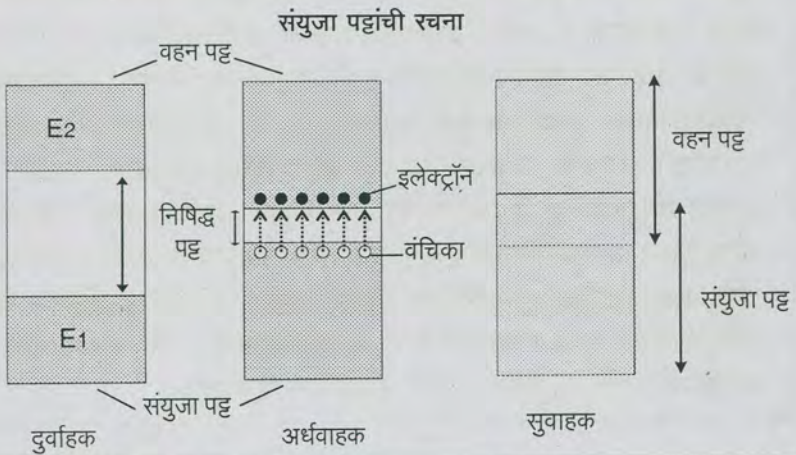 संयुजा पट्टांची रचना
वहन पट्ट
E2
E1
निषिद्ध
पट्ट
इलेक्ट्रॉन
वंचिका
वहन पट्ट
संयुजा पट्ट
संयुजा पट्ट
दुर्वाहक
अर्धवाहक
सुवाहक